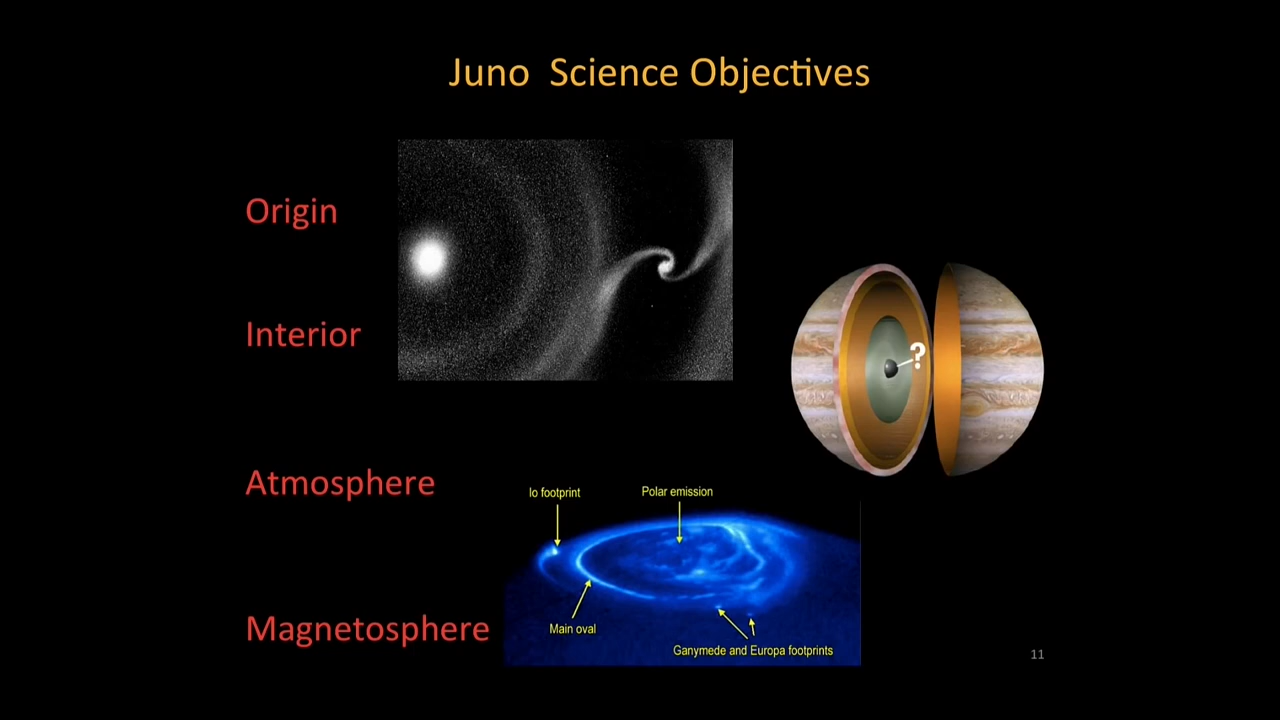 Juno Science Objectives
Origin
Interior
?
Atmosphere
Io footprint
Polar emission
Main oval
Magnetosphere
Ganymede and Europa footprints
11